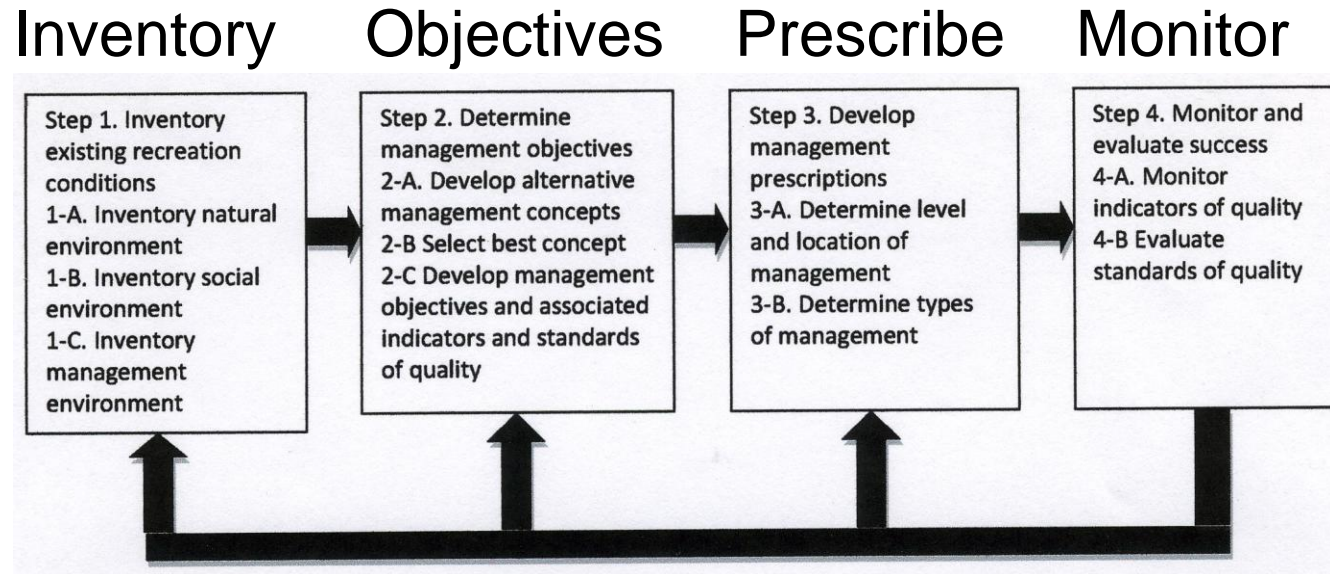 Inventory Objectives Prescribe Monitor
Step 1. Inventory
existing recreation
conditions
1-A. Inventory natural
environment
1-B. Inventory social
environment
1-C. Inventory
management
environment
Step 2. Determine
management objectives
2-A. Develop alternative
management concepts
2-B Select best concept
2-C Develop management
objectives and associated
indicators and standards
of quality
Step 3. Develop
management
prescriptions
3-A. Determine level
and location of
management
3-B. Determine types
of management
Step 4. Monitor and
evaluate success
4-A. Monitor
indicators of quality
4-B Evaluate
standards of quality